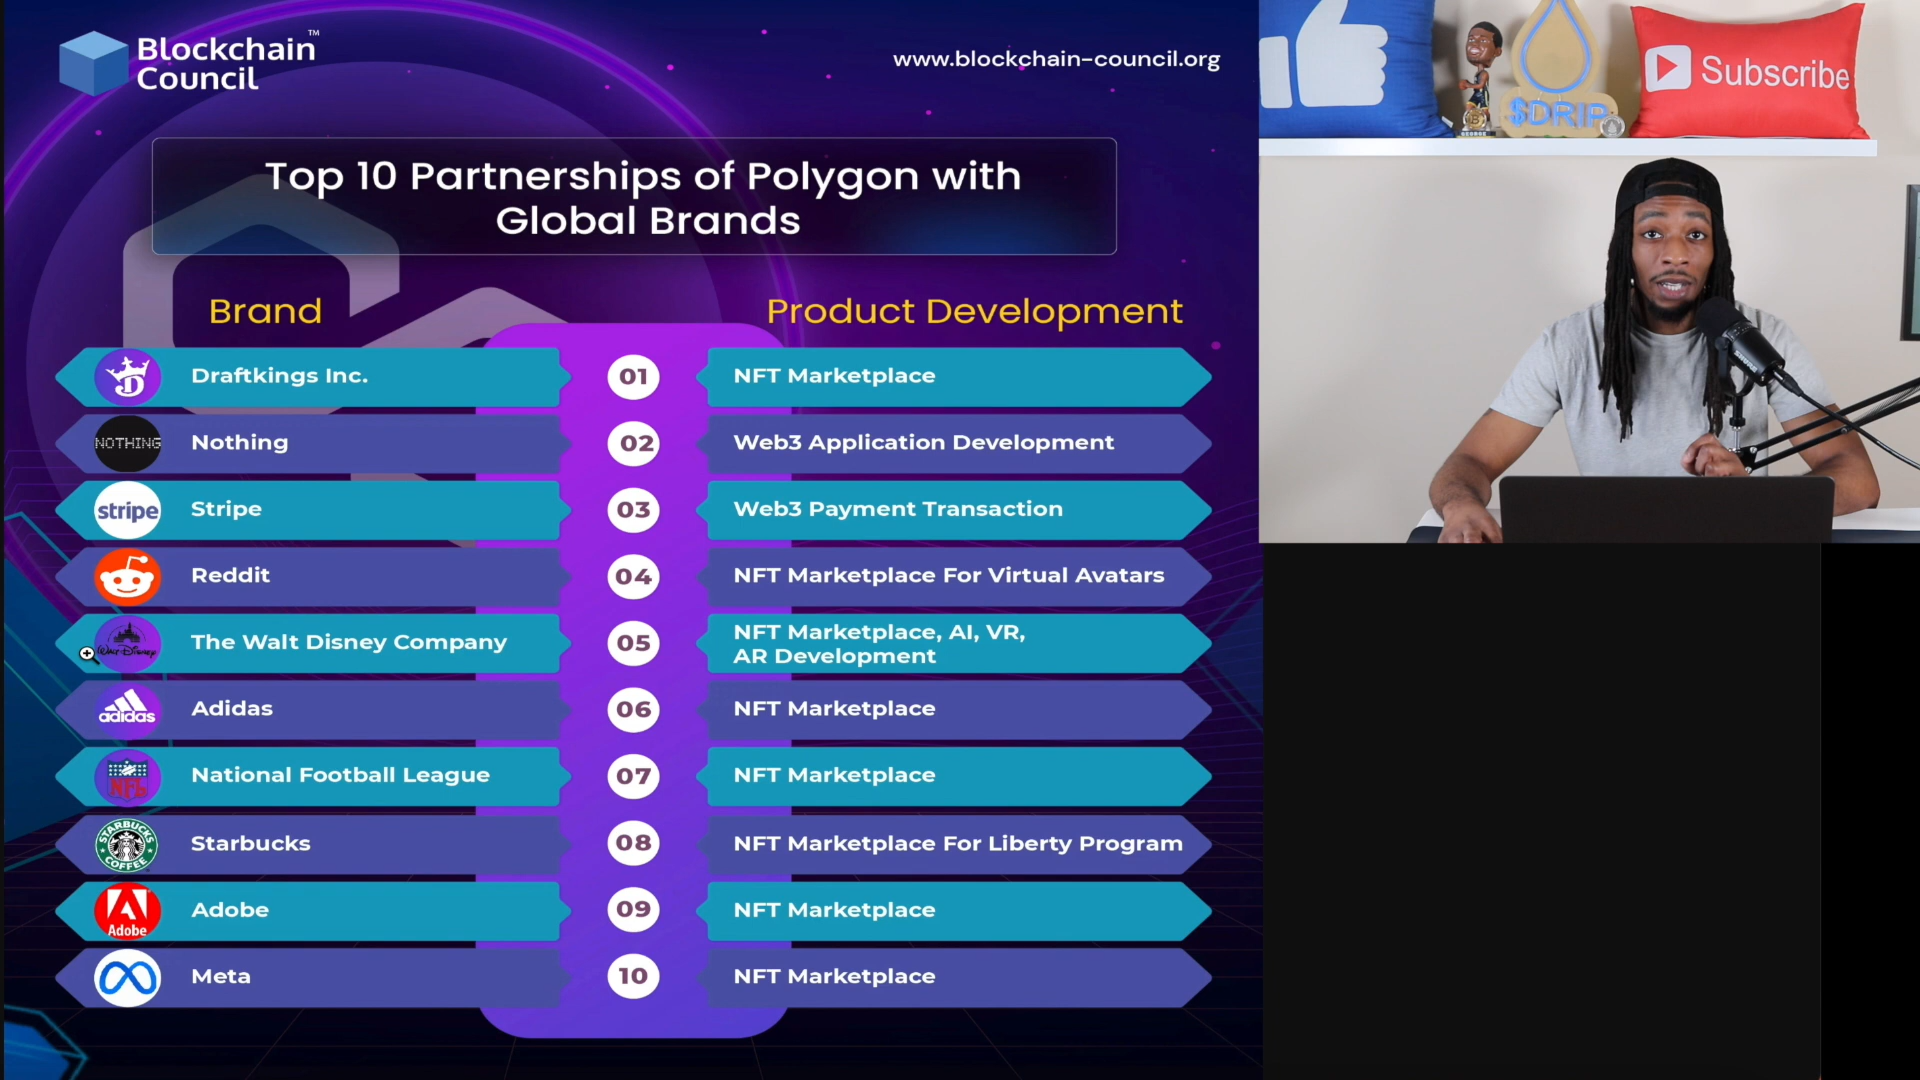 Blockchain™
Council
www.blockchain-council.org
Top 10 Partnerships of Polygon with
Global Brands
Brand
Product Development
Draftkings Inc.
01
NFT Marketplace
NOTHING
Nothing
02
Web3 Application Development
stripe
Stripe
03
Web3 Payment Transaction
Reddit
04
NFT Marketplace For Virtual Avatars
WALT DISNEY
The Walt Disney Company
05
NFT Marketplace, AI, VR,
AR Development
adidas
Adidas
06
NFT Marketplace
NFL
National Football League
07
NFT Marketplace
STARBUCKS
COFFEE
Starbucks
08
NFT Marketplace For Liberty Program
Adobe
Adobe
09
NFT Marketplace
Meta
10
NFT Marketplace
$DRIP
GEORGE
Subscribe